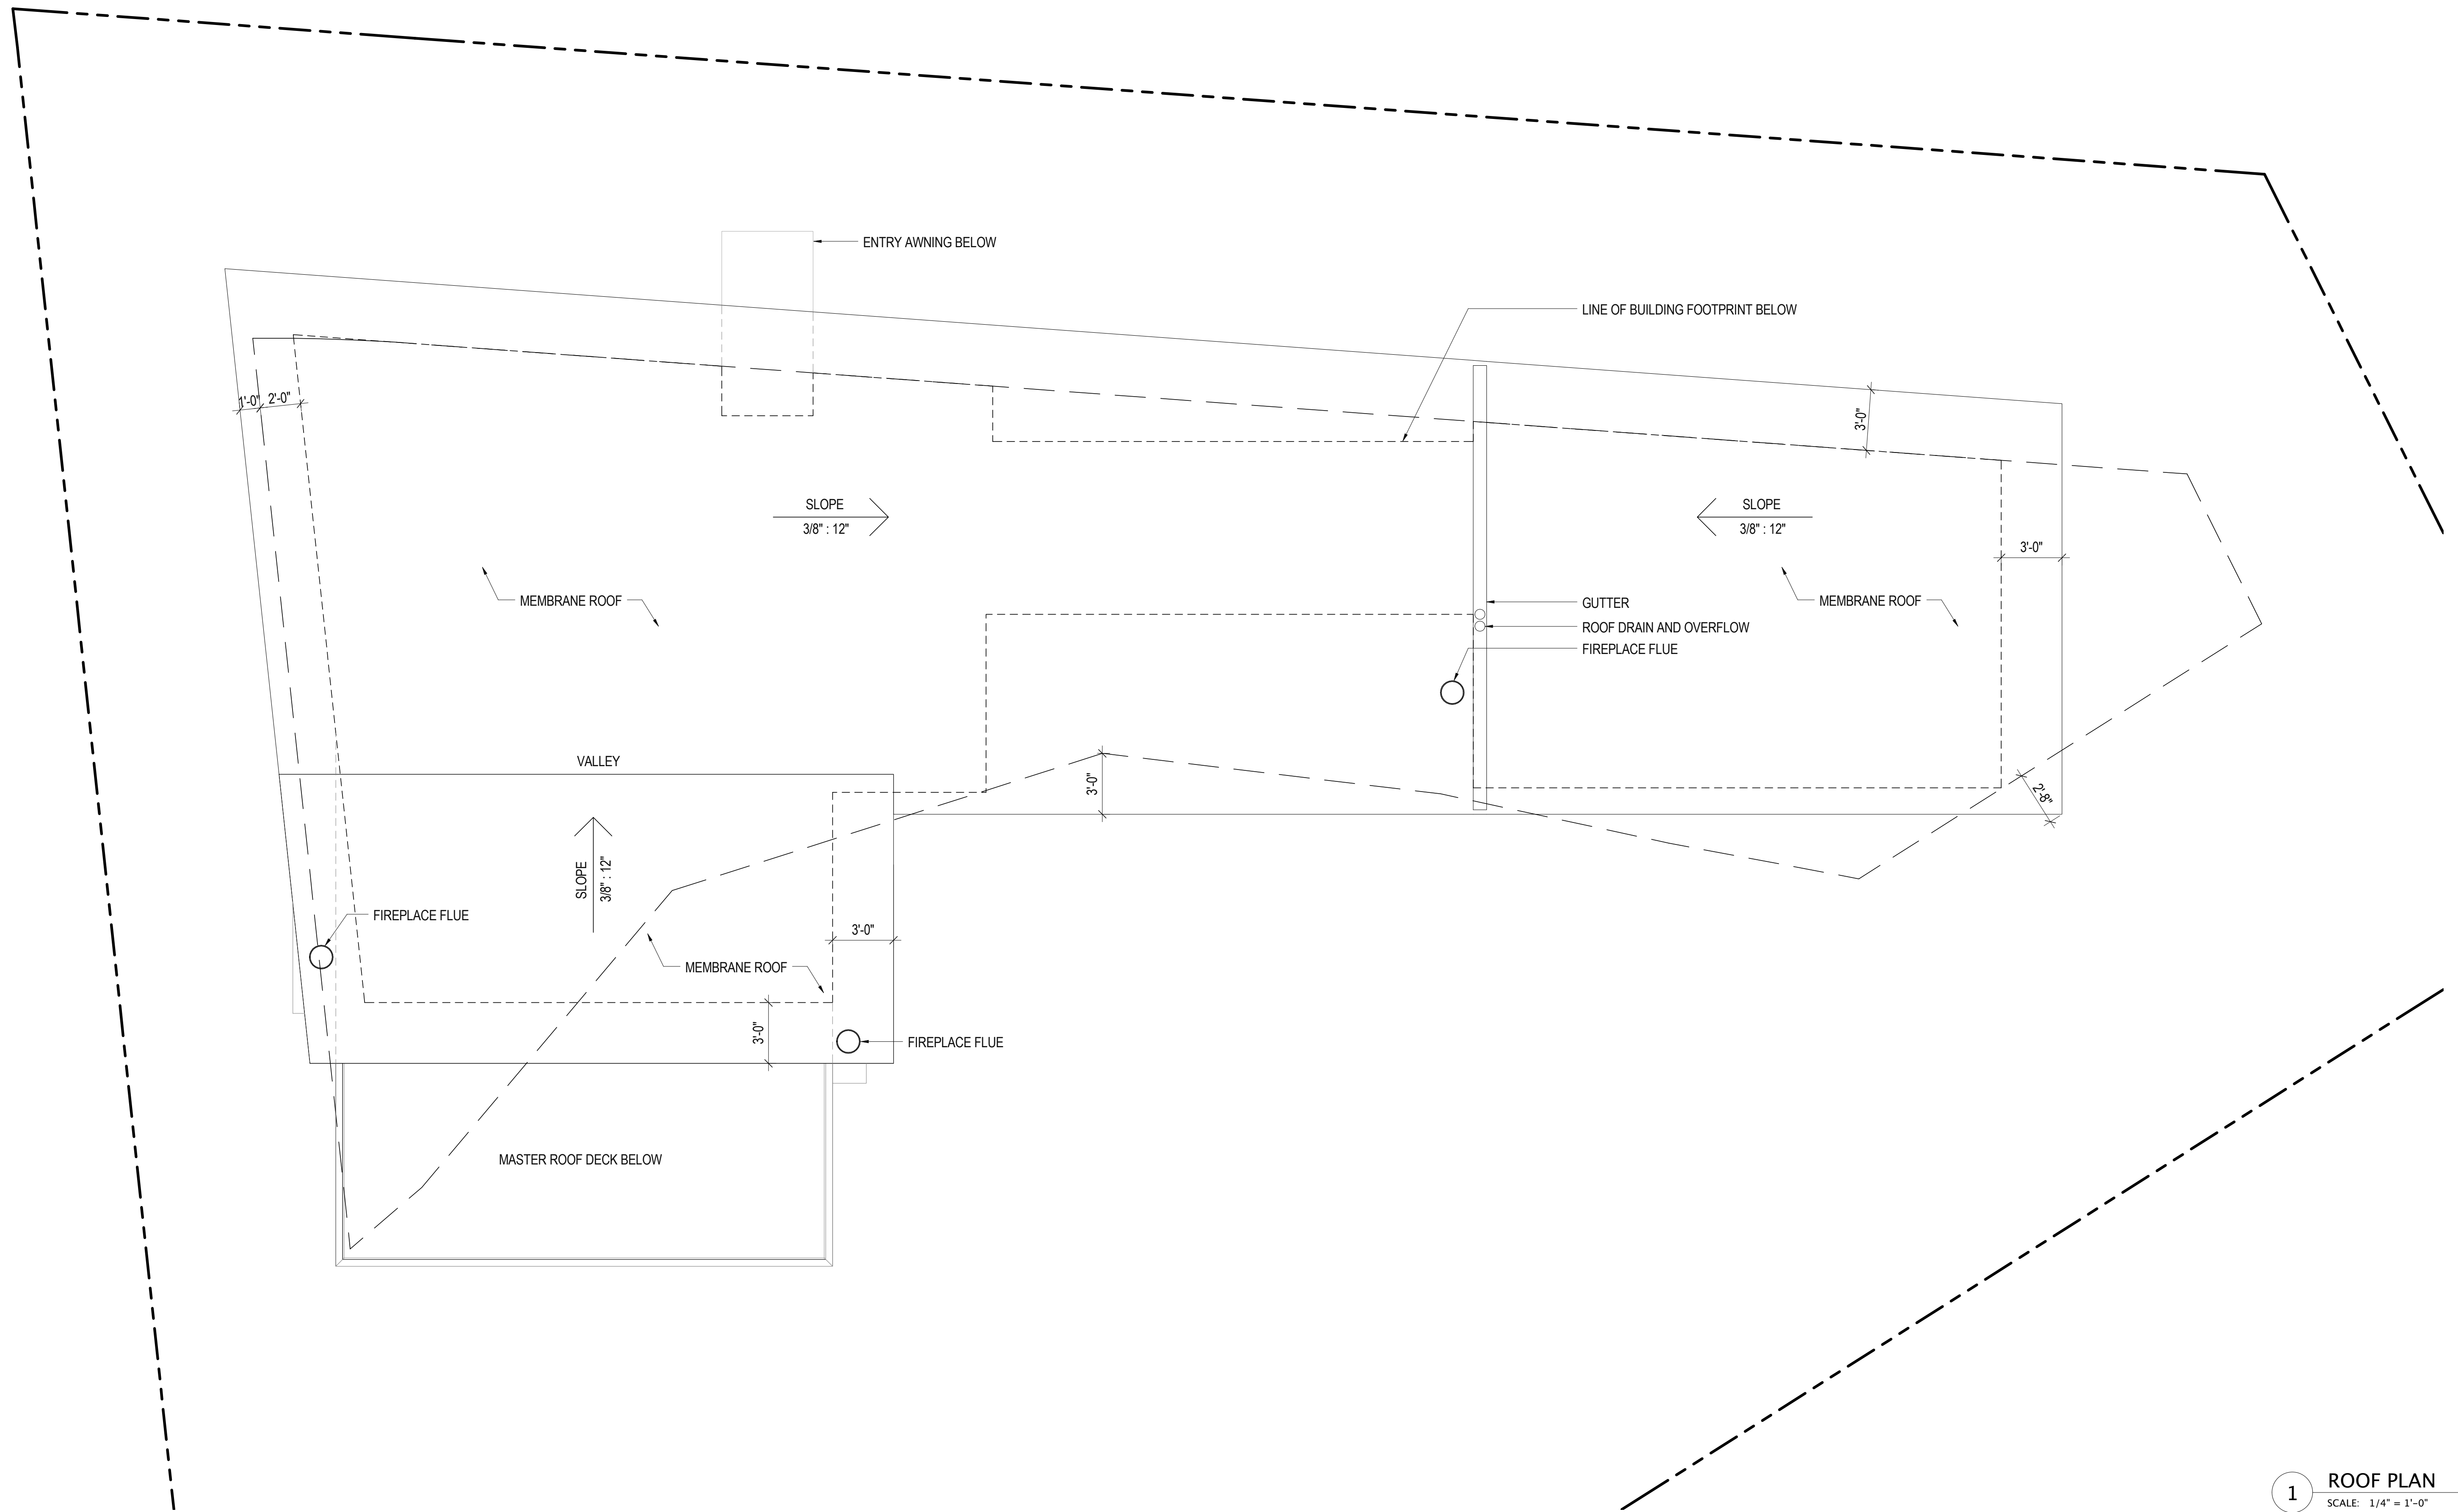 ENTRY AWNING BELOW
LINE OF BUILDING FOOTPRINT BELOW
1'-0"
2'-0"
3'-0"
SLOPE
3/8" : 12"
SLOPE
3/8" : 12"
3'-0"
MEMBRANE ROOF
GUTTER
MEMBRANE ROOF
ROOF DRAIN AND OVERFLOW
FIREPLACE FLUE
VALLEY
3'-0"
2'-8"
SLOPE
3/8" : 12"
FIREPLACE FLUE
3'-0"
MEMBRANE ROOF
3'-0"
FIREPLACE FLUE
MASTER ROOF DECK BELOW
1
ROOF PLAN
SCALE: 1/4" = 1'-0"